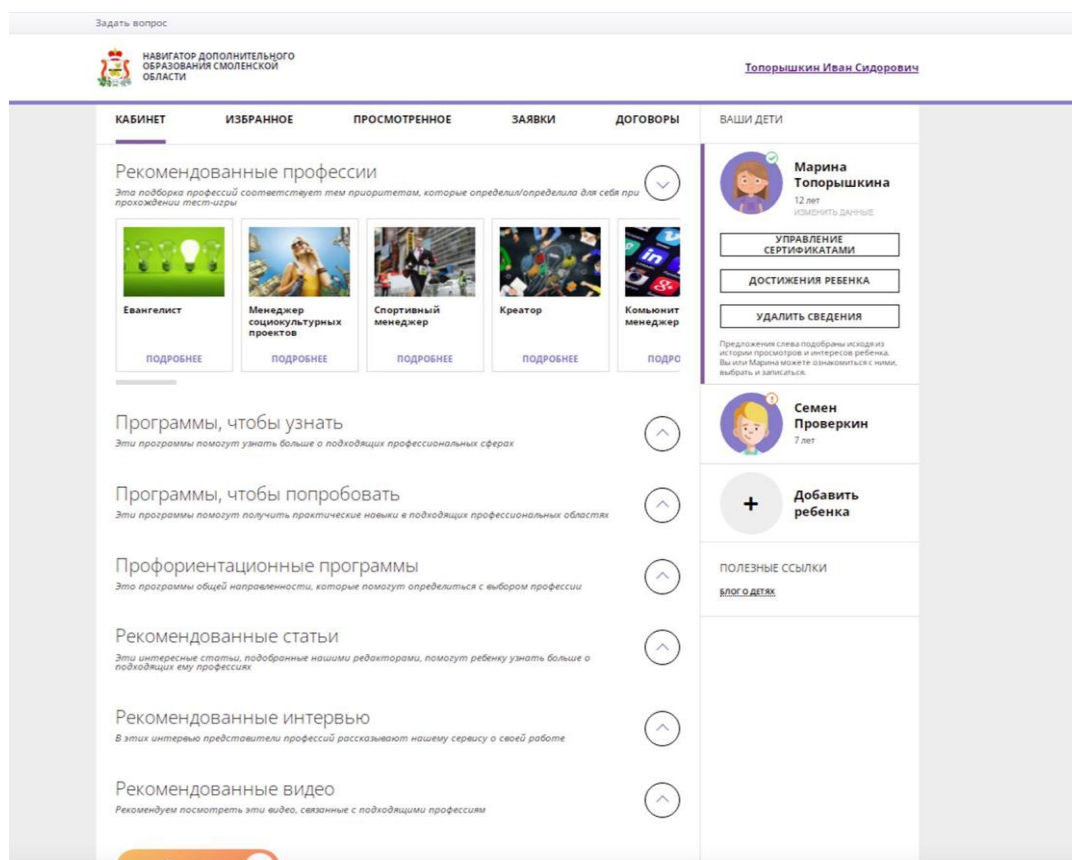 Задать вопрос
НАВИГАТОР ДОПОЛНИТЕЛЬНОГО
ОБРАЗОВАНИЯ СМОЛЕНСКОЙ
ОБЛАСТИ
Топорышкин Иван Сидорович
КАБИНЕТ
ИЗБРАННОЕ
ПРОСМОТРЕННОЕ
ЗАЯВКИ
ДОГОВОРЫ
Рекомендованные профессии
Эта подборка профессий соответствует тем приоритетам, которые определил/определила для себя при
прохождении тест-игры
Евангелист
ПОДРОБНЕЕ
Менеджер
социокультурных
проектов
ПОДРОБНЕЕ
Спортивный
менеджер
ПОДРОБНЕЕ
Креатор
ПОДРОБНЕЕ
Комьюнит
менеджер
ПОДРО
Программы, чтобы узнать
Эти программы помогут узнать больше о подходящих профессиональных сферах
Программы, чтобы попробовать
Эти программы помогут получить практические навыки в подходящих профессиональных областях
Профориентационные программы
Это программы общей направленности, которые помогут определиться с выбором профессии
Рекомендованные статьи
Эти интересные статьи, подобранные нашими редакторами, помогут ребенку узнать больше о
подходящих ему профессиях
Рекомендованные интервью
В этих интервью представители профессий рассказывают нашему сервису о своей работе
Рекомендованные видео
Рекомендуем посмотреть эти видео, связанные с подходящими профессиям
ВАШИ ДЕТИ
Марина
Топорышкина
12 лет
ИЗМЕНИТЬ ДАННЫЕ
УПРАВЛЕНИЕ
СЕРТИФИКАТАМИ
ДОСТИЖЕНИЯ РЕБЕНКА
УДАЛИТЬ СВЕДЕНИЯ
Предложения слева подобраны исходя из
истории просмотров и интересов ребенка.
Вы или Марина можете ознакомиться с ними,
выбрать и записаться.
Семен
Проверкин
7 лет
+
Добавить
ребенка
ПОЛЕЗНЫЕ ССЫЛКИ
БЛОГ О ДЕТЯХ